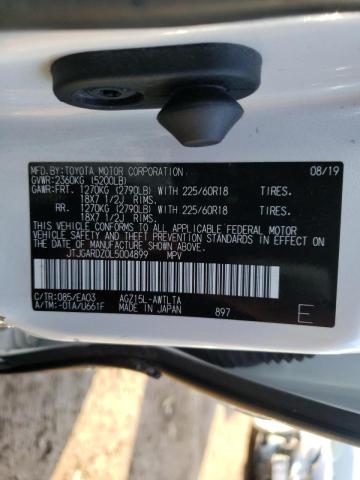 MFD.BY:TOYOTA MOTOR CORPORATION 08/19
GVWR:2360KG (5200LB)
GAWR:FRT. 1270KG (2790LB) WITH 225/60R18 TIRES.
18X7 1/2J RIMS.
RR. 1270KG (2790LB) WITH 225/60R18 TIRES.
18X7 1/2J RIMS.
THIS VEHICLE CONFORMS TO ALL APPLICABLE FEDERAL MOTOR
VEHICLE SAFETY, BUMPER, AND THEFT PREVENTION STANDARDS IN
EFFECT ON THE DATE OF MANUFACTURE SHOWN ABOVE.
JTJGARDZ0L5004899 MPV
C/TR:085/EA03 AGZ15L-AWTLTA
A/TM:-01A/U661F MADE IN JAPAN 897 E